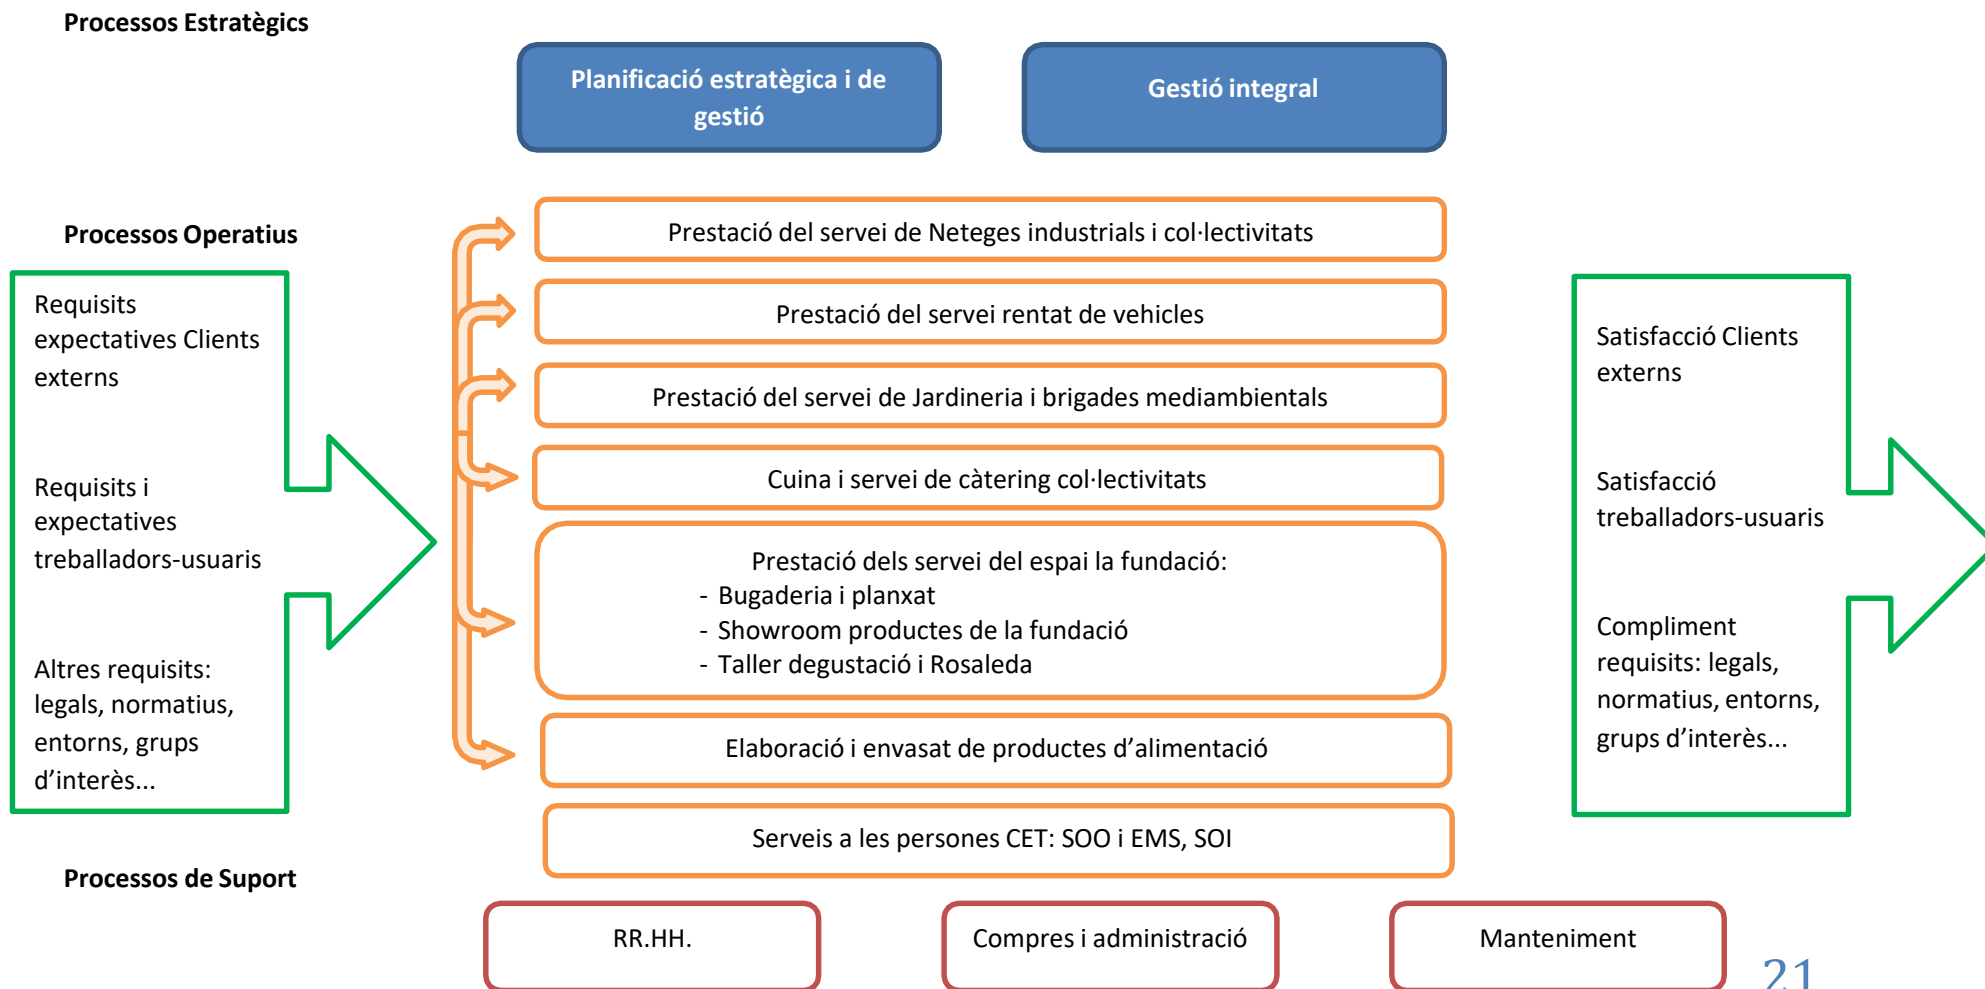 Processos Estratègics
Planificació estratègica i de
gestió
Gestió integral
Processos Operatius
Requisits
expectatives Clients
externs
Requisits i
expectatives
treballadors-usuaris
Altres requisits:
legals, normatius,
entorns, grups
d’interès...
Prestació del servei de Neteges industrials i col·lectivitats
Prestació del servei rentat de vehicles
Prestació del servei de Jardineria i brigades mediambientals
Cuina i servei de càtering col·lectivitats
Prestació dels servei del espai la fundació:
- Bugaderia i planxat
- Showroom productes de la fundació
- Taller degustació i Rosaleda
Elaboració i envasat de productes d’alimentació
Serveis a les persones CET: SOO i EMS, SOI
Satisfacció Clients
externs
Satisfacció
treballadors-usuaris
Compliment
requisits: legals,
normatius, entorns,
grups d’interès...
Processos de Suport
RR.HH.
Compres i administració
Manteniment
21